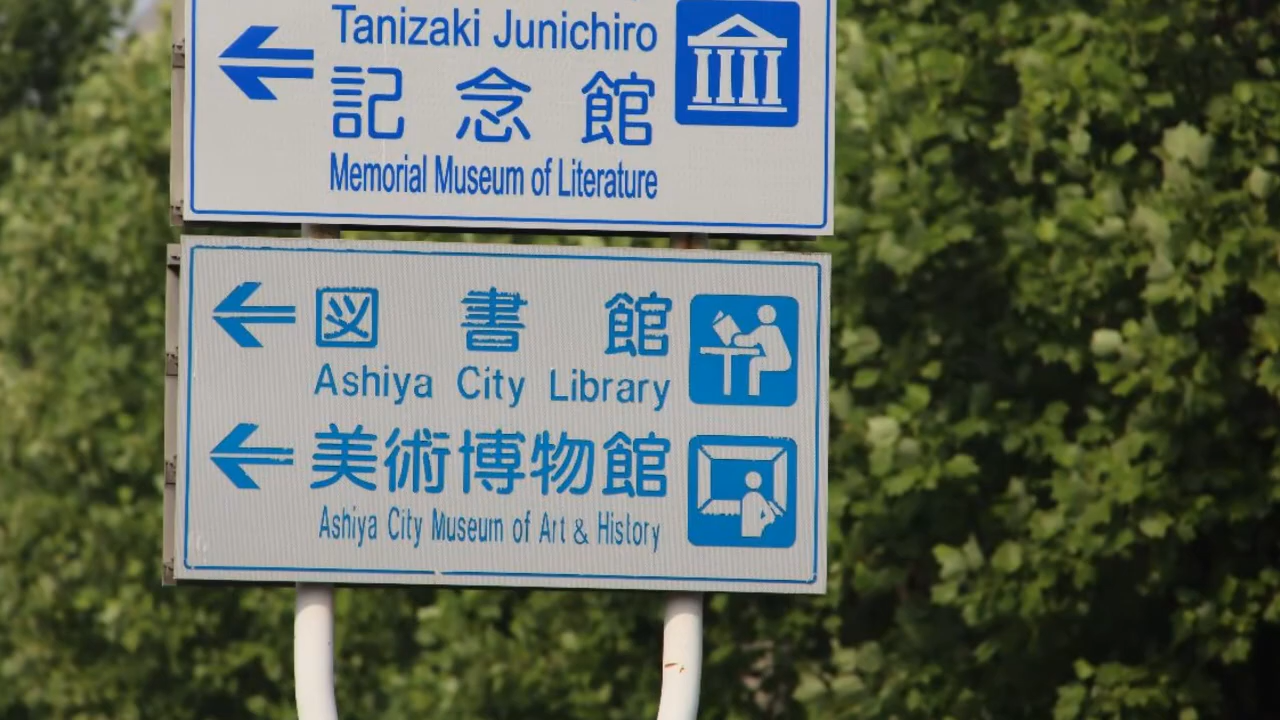 Tanizaki Junichiro
記念館
Memorial Museum of Literature
図書館
Ashiya City Library
美術博物館
Ashiya City Museum of Art & History